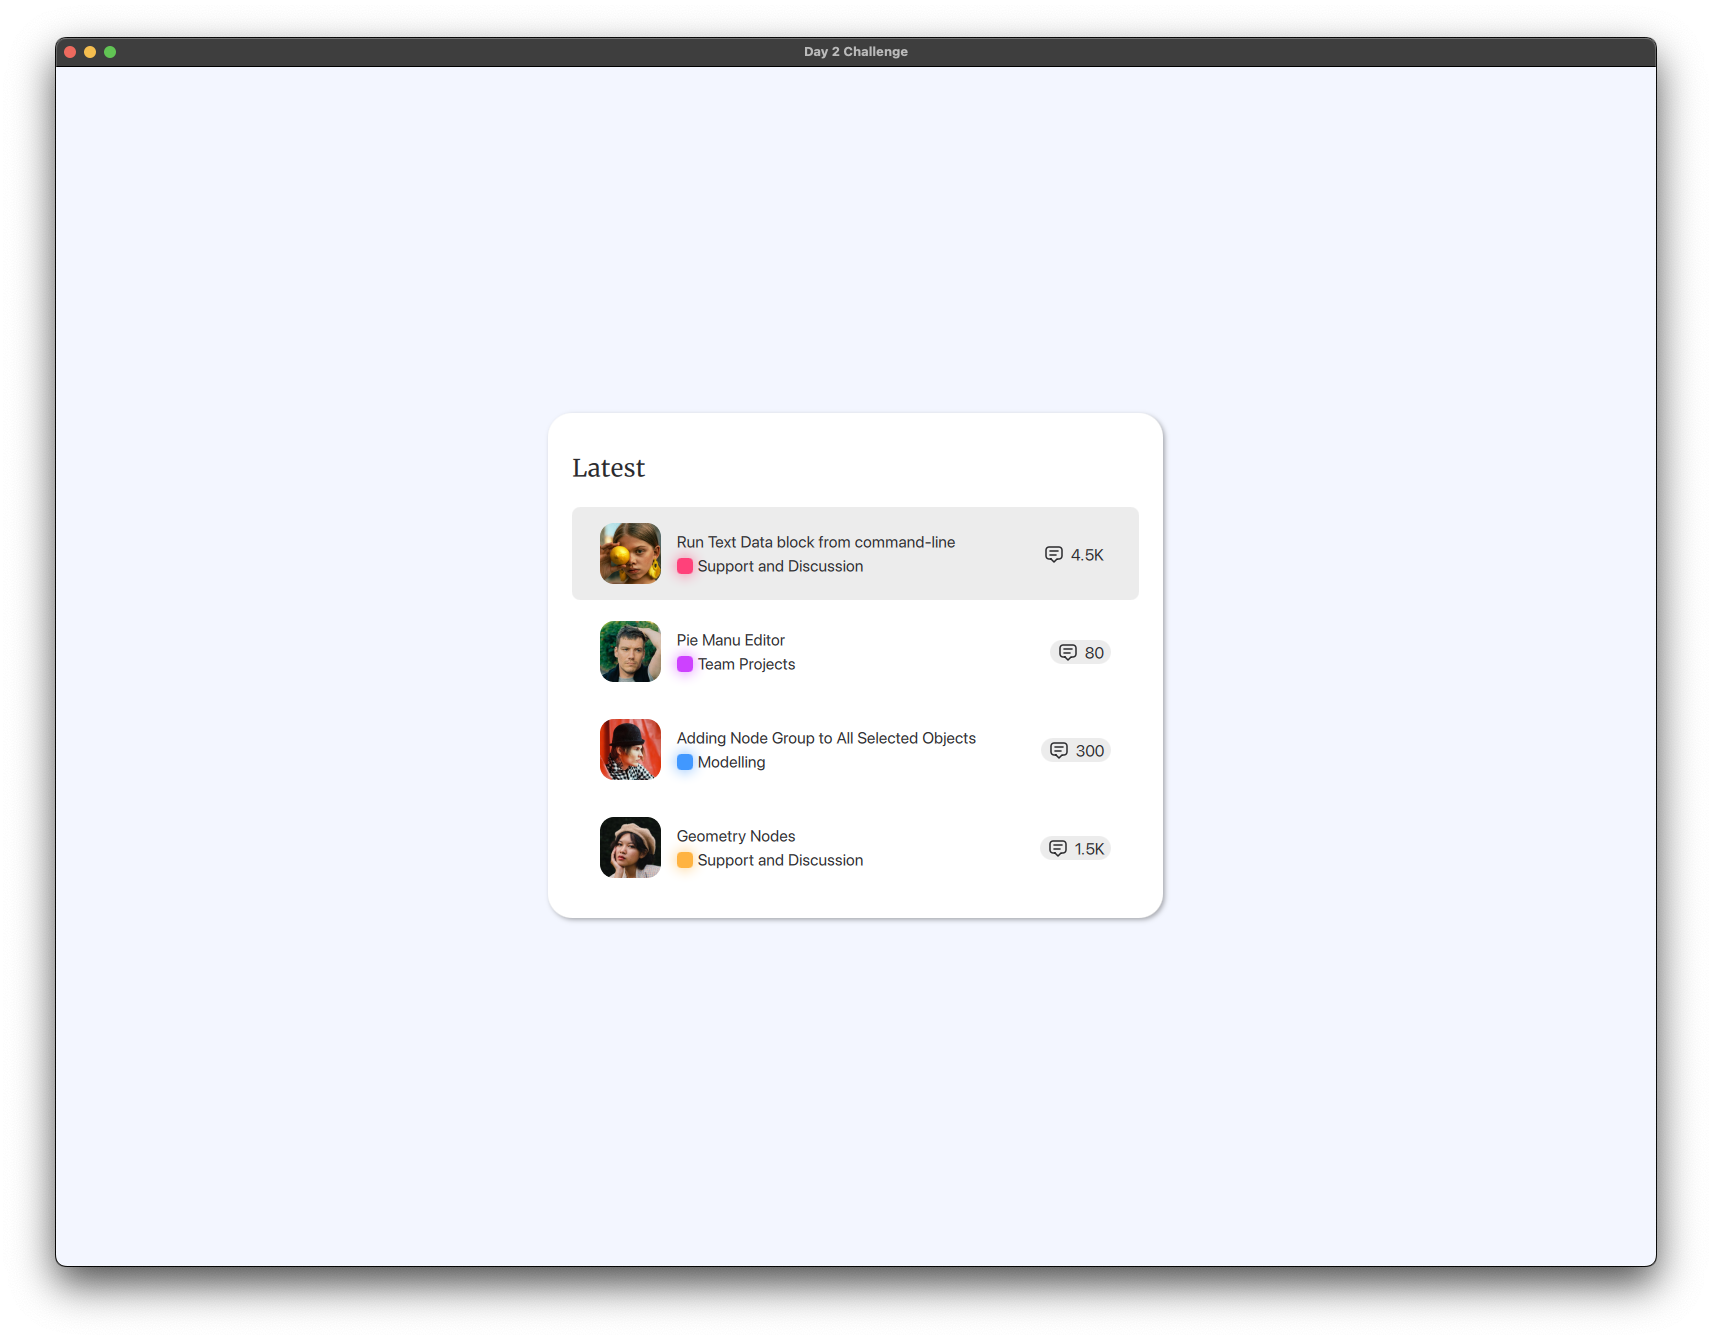 Day 2 Challenge
Latest
Run Text Data block from command-line
Support and Discussion
4.5K
Pie Manu Editor
Team Projects
80
Adding Node Group to All Selected Objects
Modelling
300
Geometry Nodes
Support and Discussion
1.5K